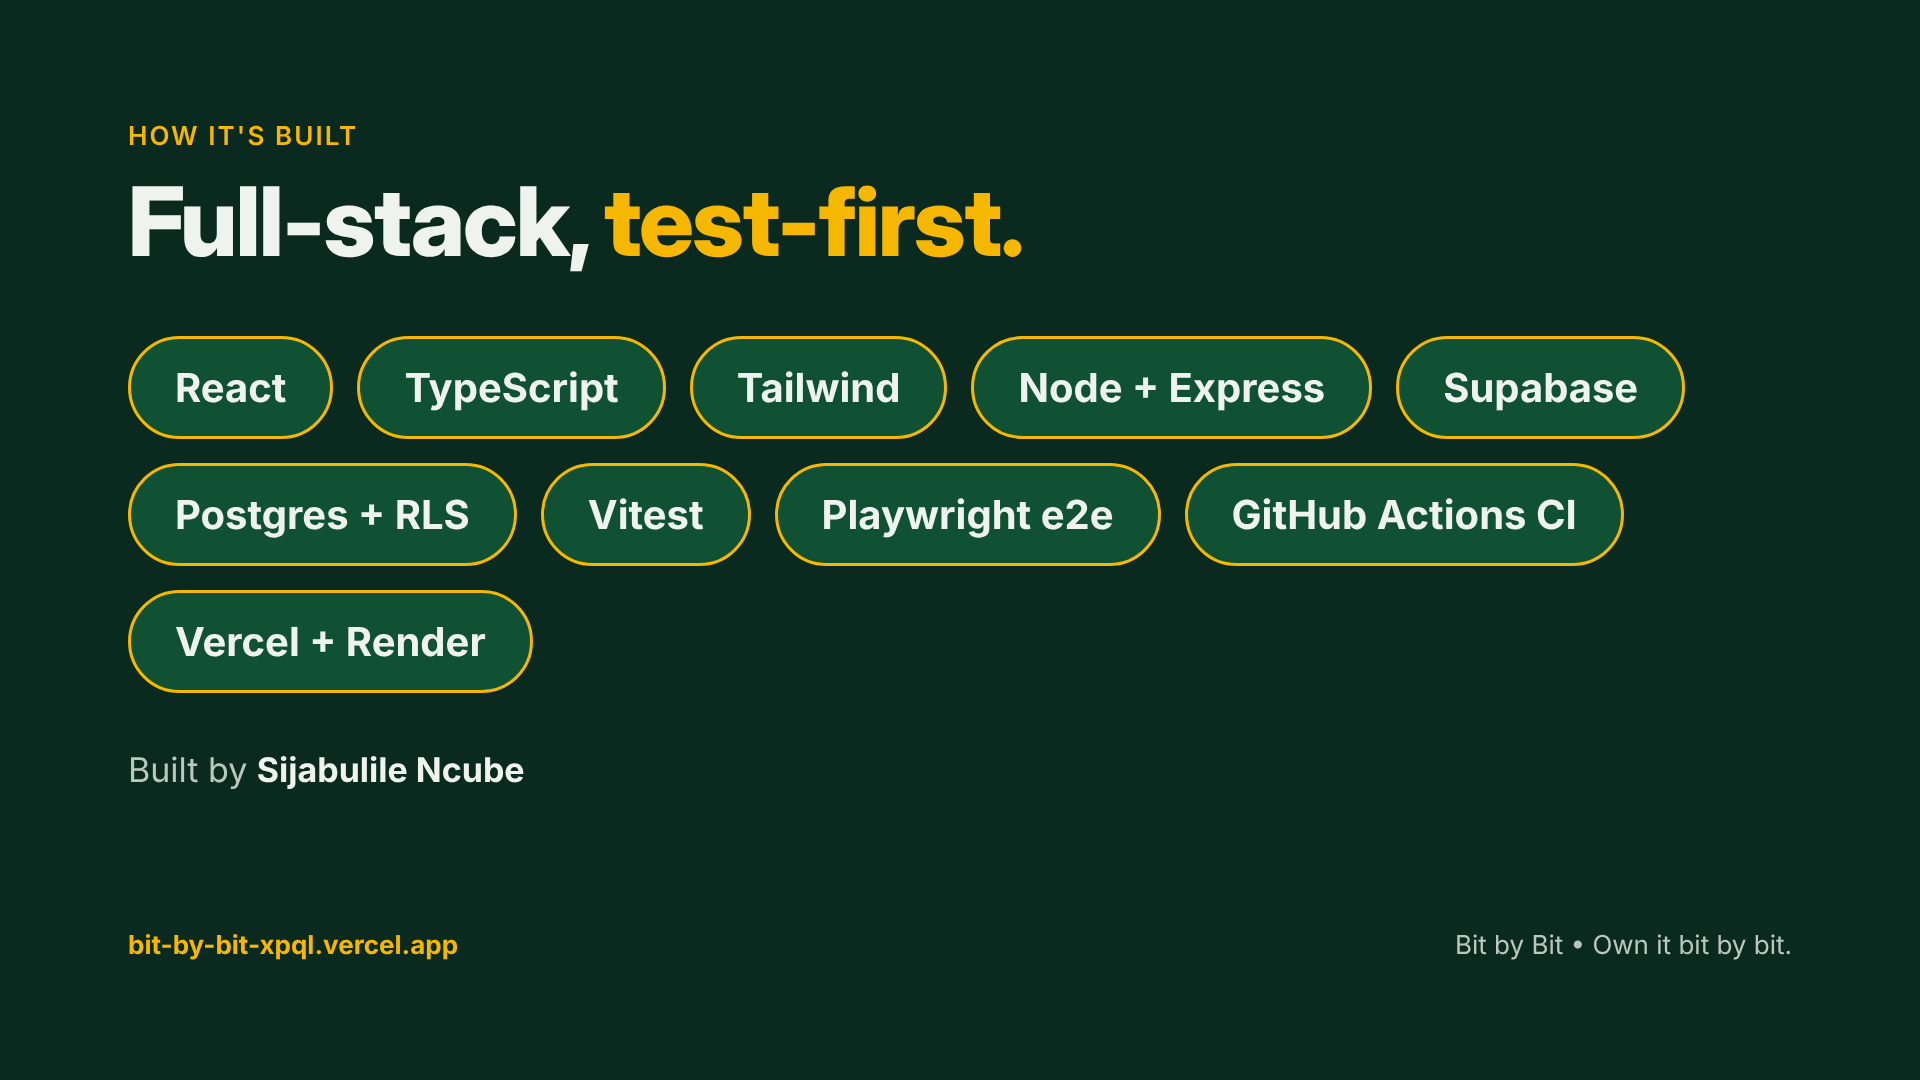 HOW IT'S BUILT
Full-stack, test-first.
React TypeScript Tailwind Node + Express Supabase
Postgres + RLS Vitest Playwright e2e GitHub Actions CI
Vercel + Render
Built by Sijabulile Ncube
bit-by-bit-xpql.vercel.app Bit by Bit • Own it bit by bit.